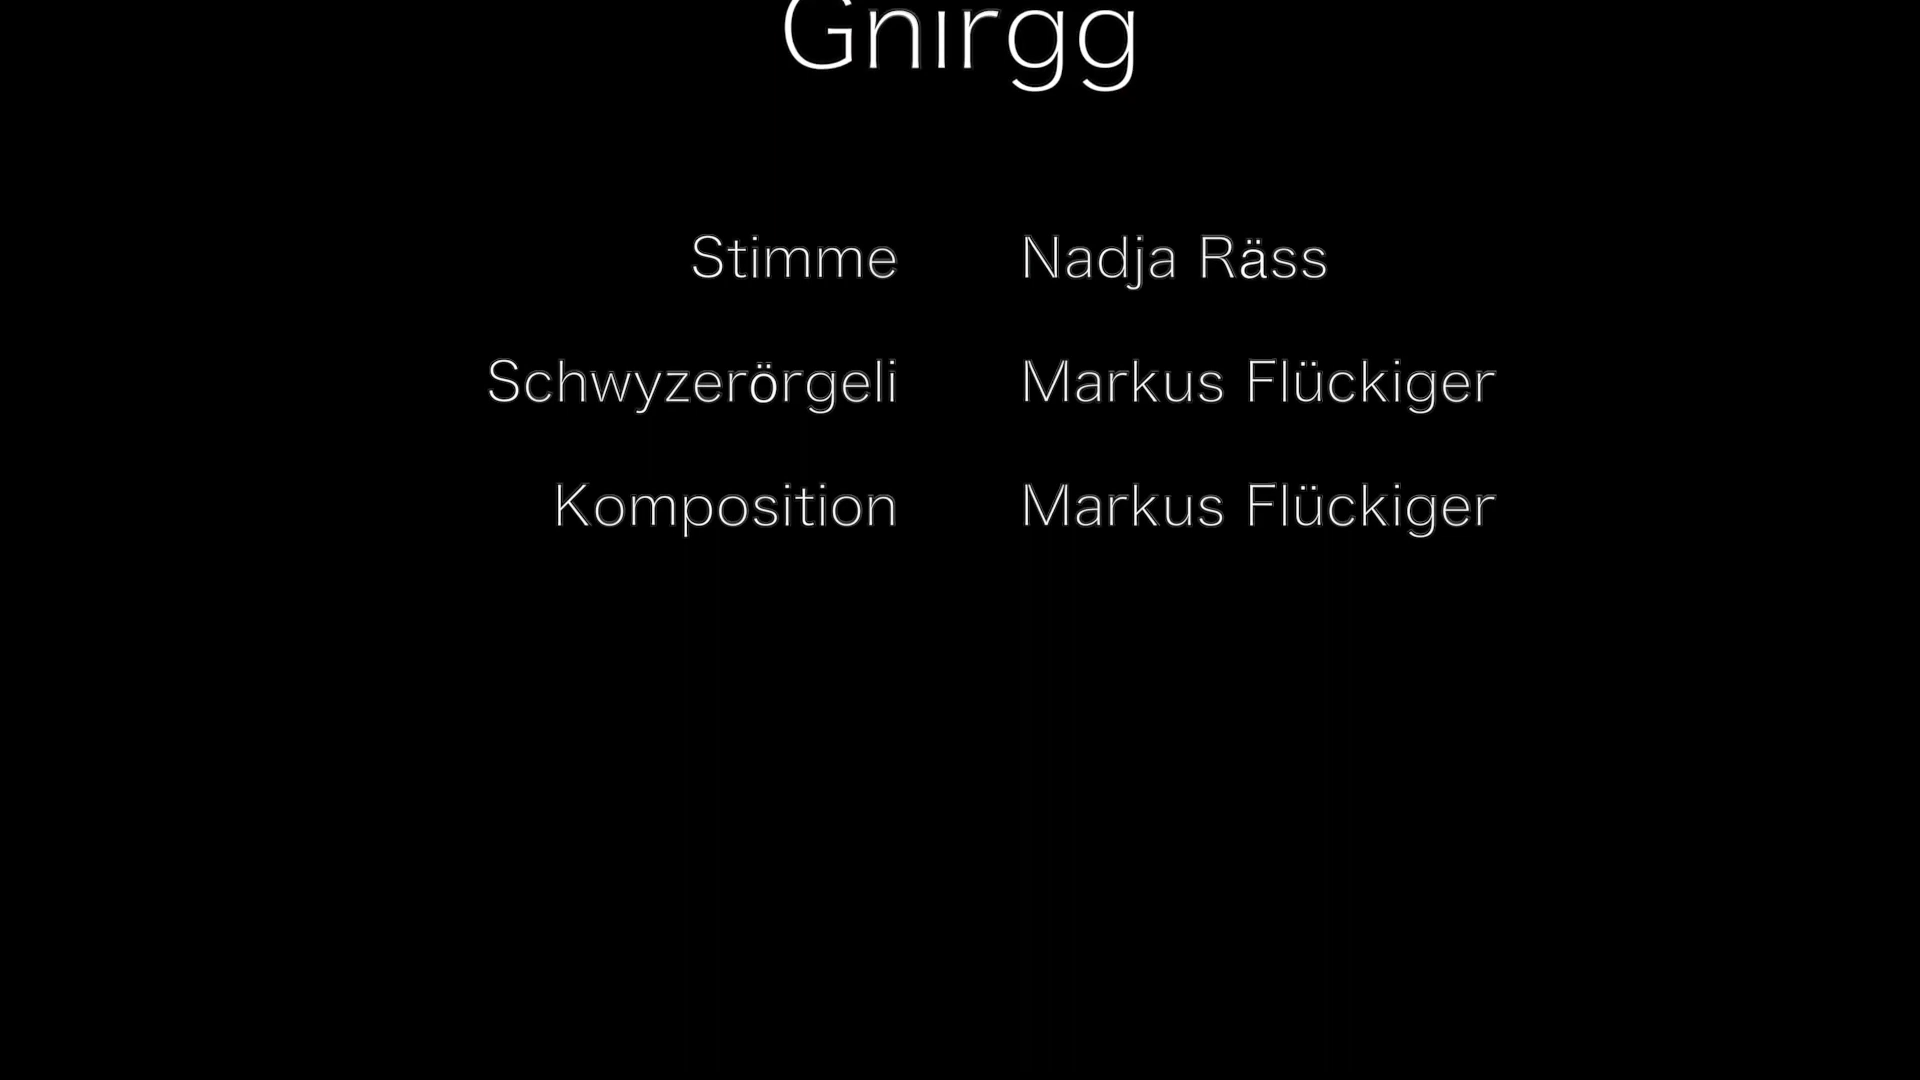 Gnirgg
Stimme Nadja Räss
Schwyzerörgeli Markus Flückiger
Komposition Markus Flückiger